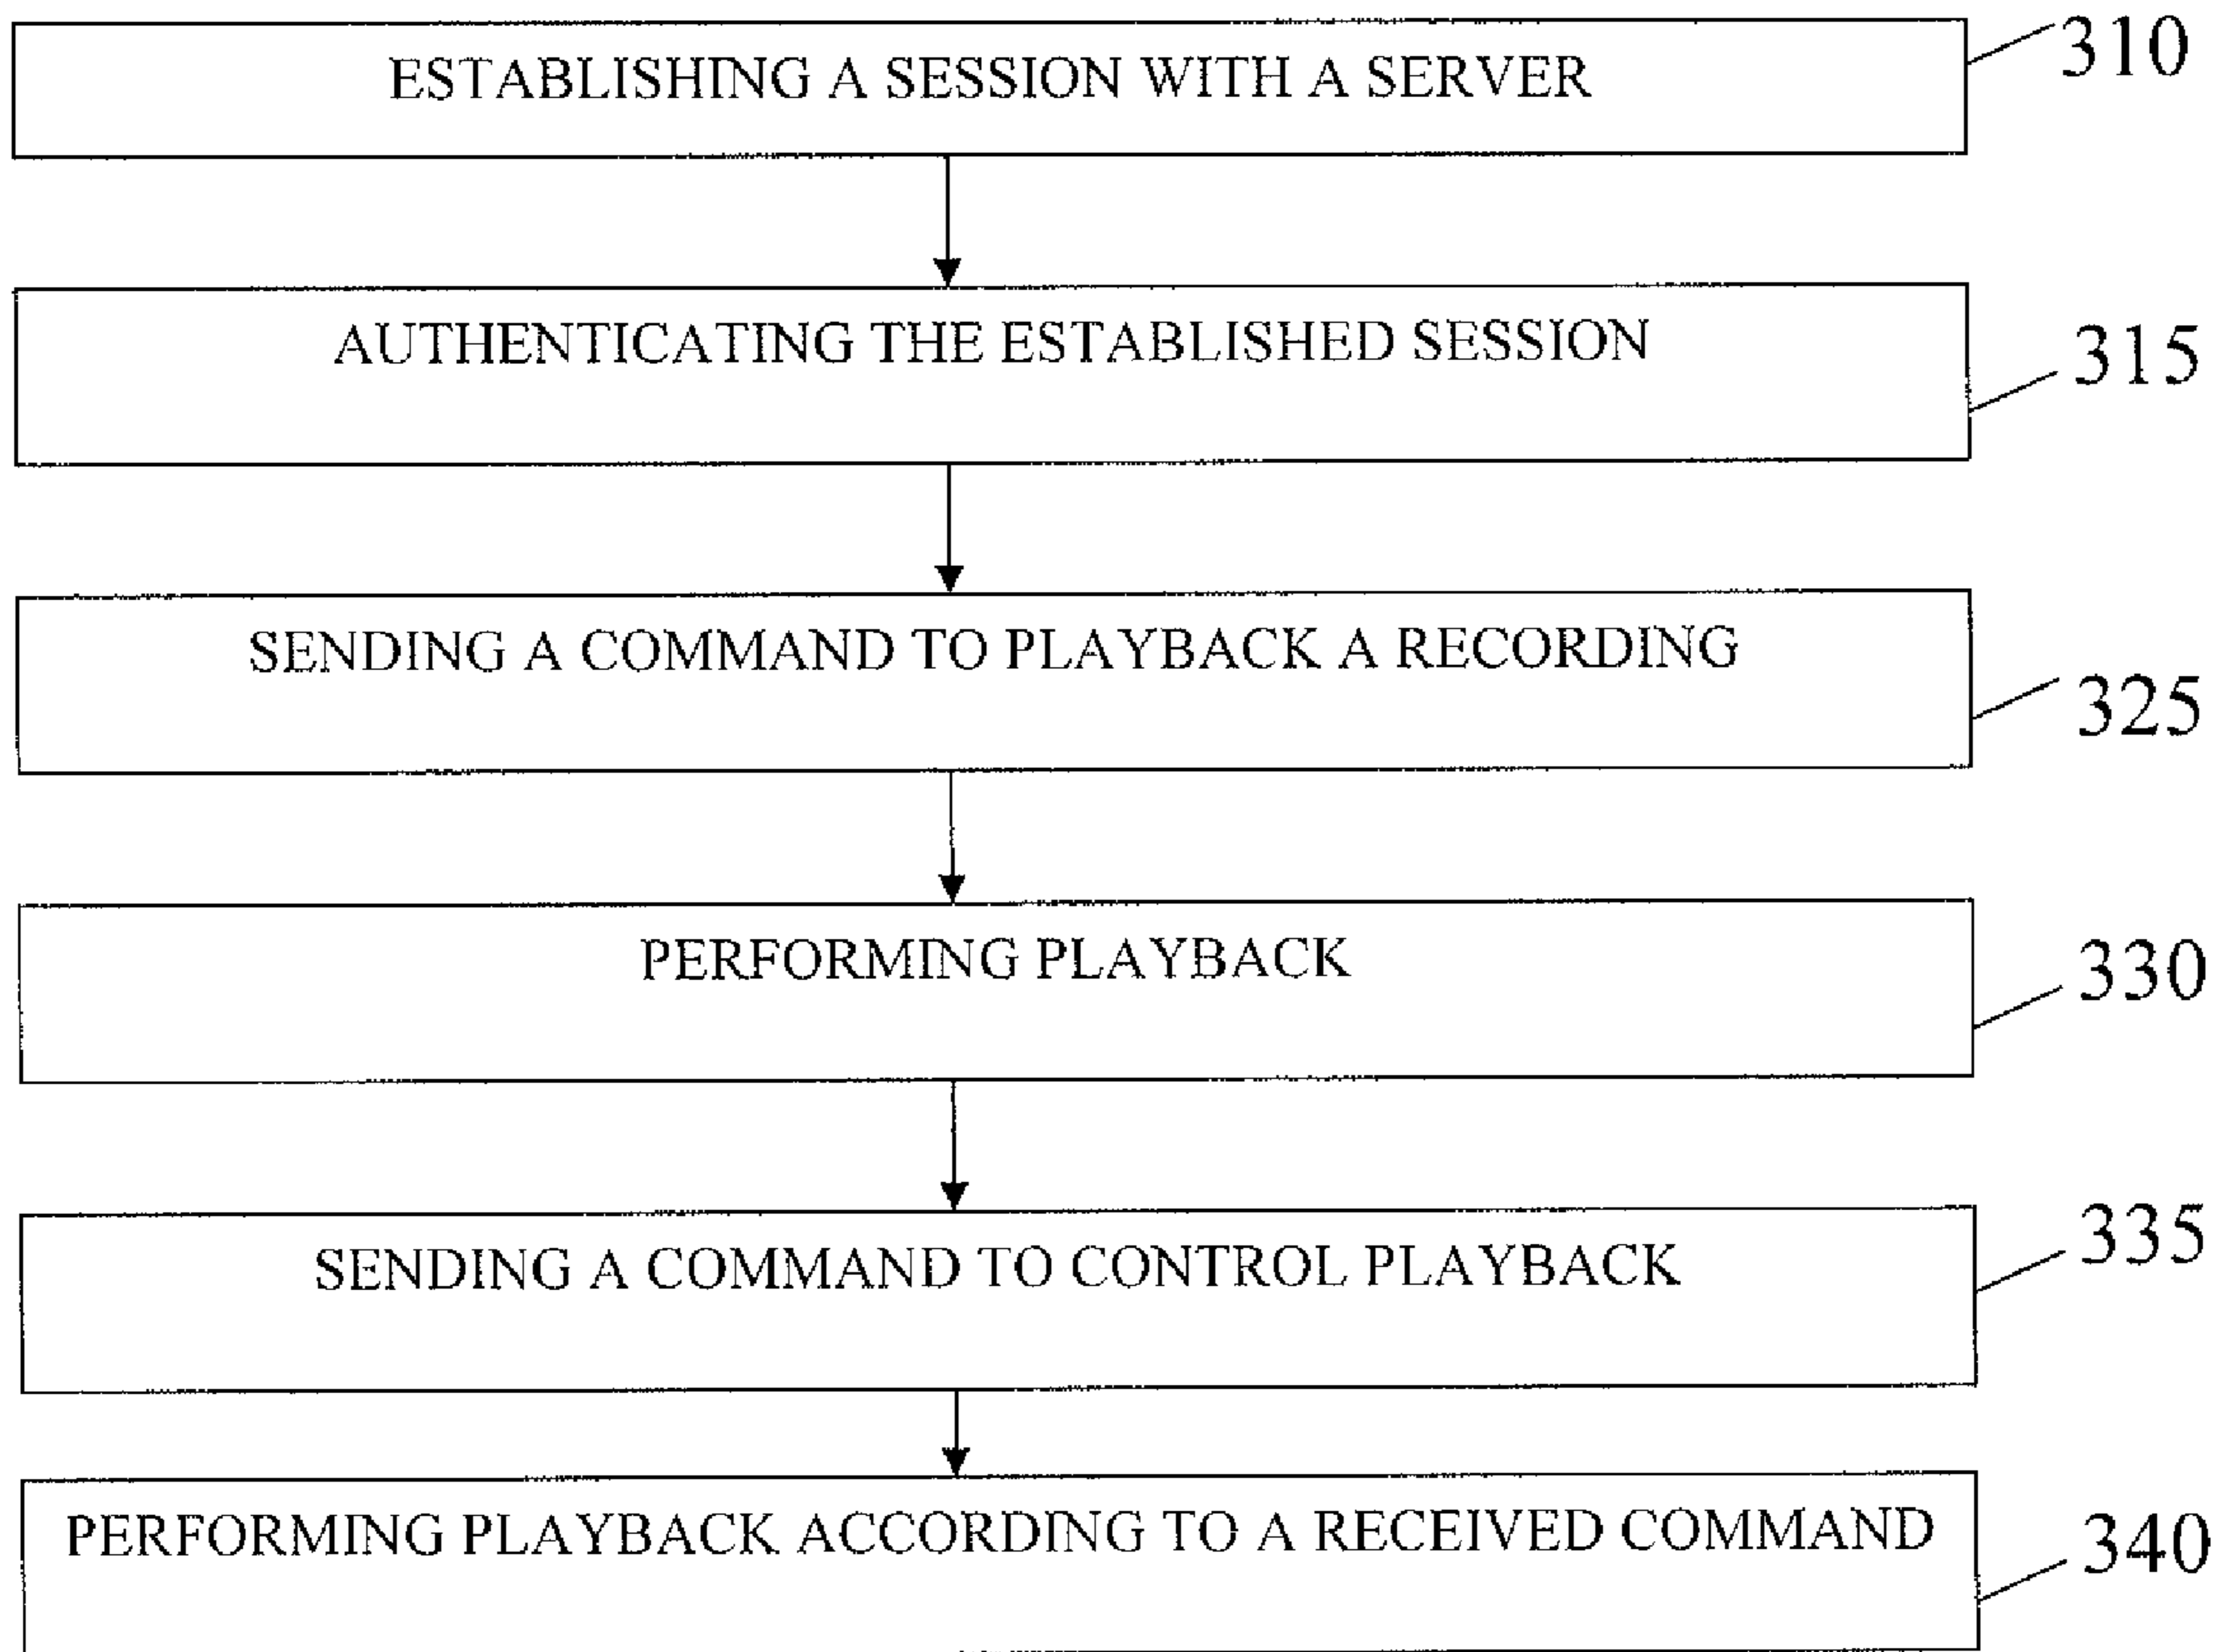 ESTABLISHING A SESSION WITH A SERVER
310
AUTHENTICATING THE ESTABLISHED SESSION
315
SENDING A COMMAND TO PLAYBACK A RECORDING
325
PERFORMING PLAYBACK
330
SENDING A COMMAND TO CONTROL PLAYBACK
335
PERFORMING PLAYBACK ACCORDING TO A RECEIVED COMMAND
340